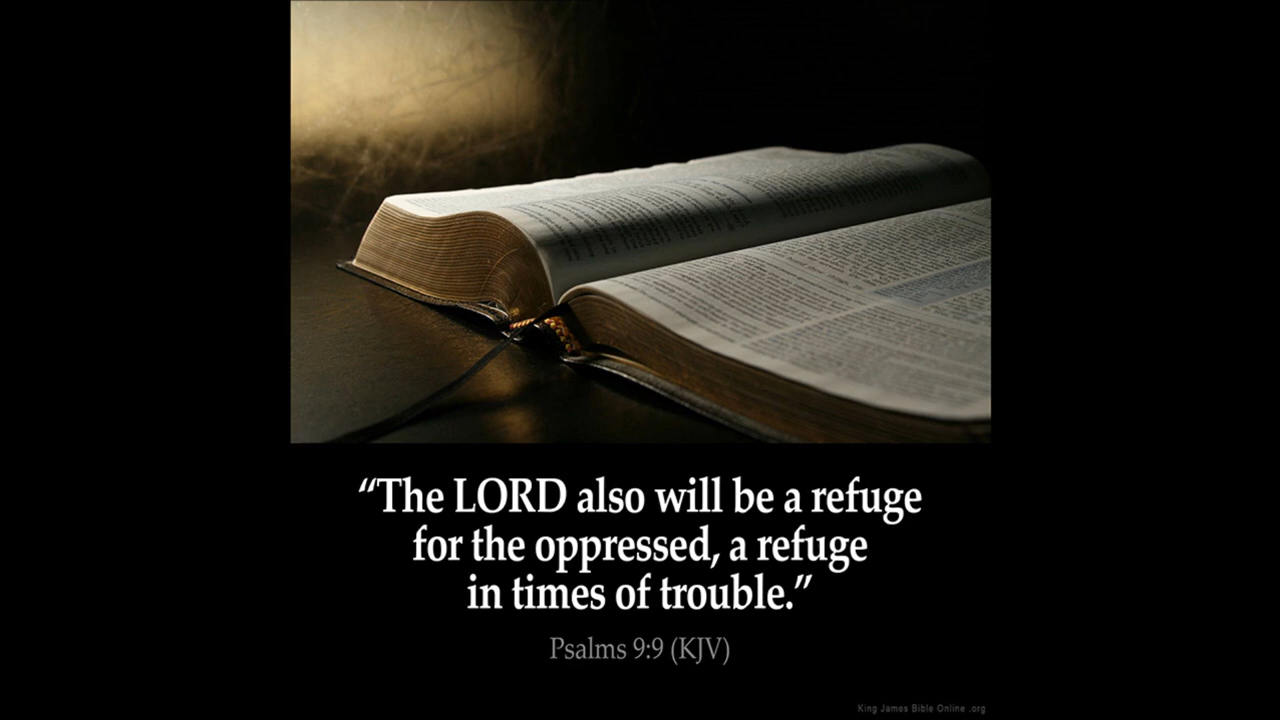 “The LORD also will be a refuge
for the oppressed, a refuge
in times of trouble.”
Psalms 9:9 (KJV)
King James Bible Online .org